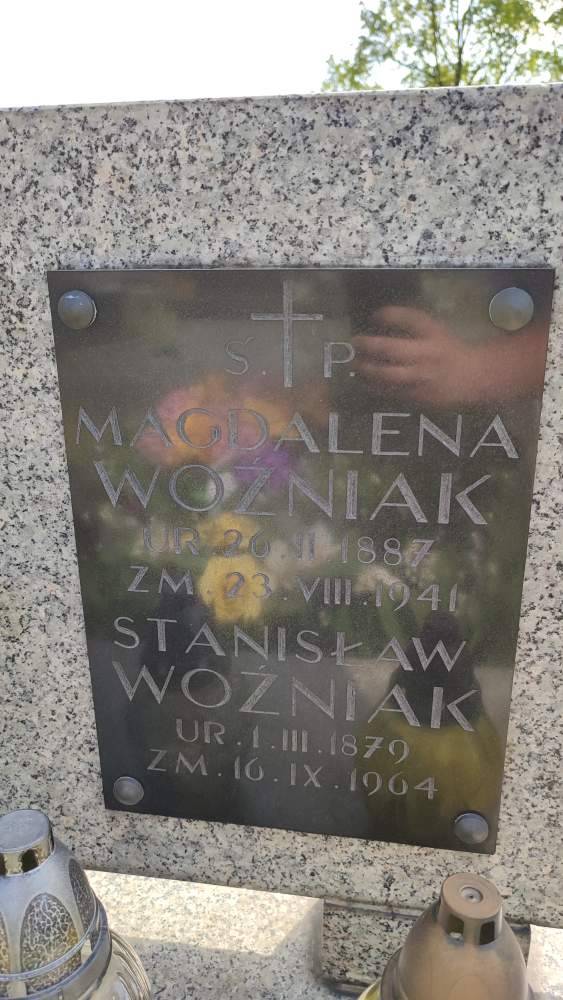 Ś. P.
MAGDALENA
WOŹNIAK
UR. 26. II. 1887
ZM. 23. VIII. 1941
STANISŁAW
WOŹNIAK
UR. 1. III. 1879
ZM. 16. IX. 1964